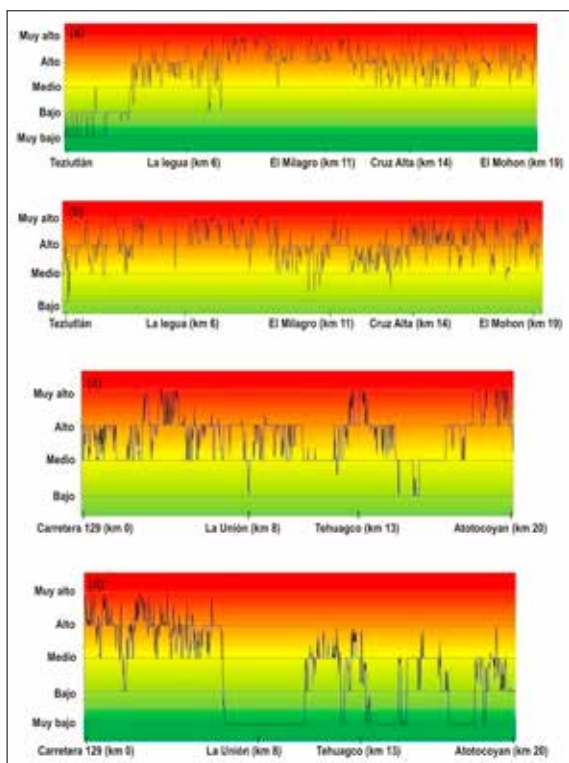 (a)
Muy alto
Alto
Medio
Bajo
Muy bajo
Teziutlán La legua (km 6) El Milagro (km 11) Cruz Alta (km 14) El Mohon (km 19)
(b)
Muy alto
Alto
Medio
Bajo
Teziutlán La legua (km 6) El Milagro (km 11) Cruz Alta (km 14) El Mohon (km 19)
(c)
Muy alto
Alto
Medio
Bajo
Carretera 129 (km 0) La Unión (km 8) Tehuagco (km 13) Atotocoyan (km 20)
(d)
Muy alto
Alto
Medio
Bajo
Muy bajo
Carretera 129 (km 0) La Unión (km 8) Tehuagco (km 13) Atotocoyan (km 20)